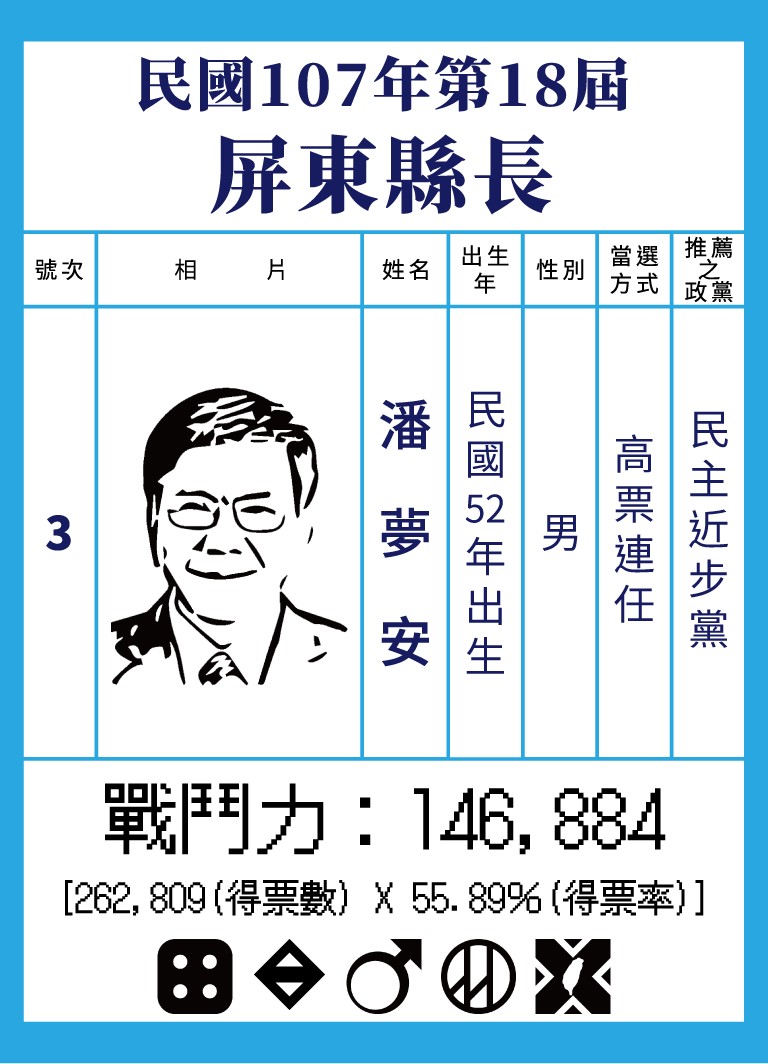 民國107年第18屆
屏東縣長
號次
相 片
姓名
出生
年
性別
當選
方式
推薦
之
政黨
3
潘夢安
民國52年出生
男
高票連任
民主近步黨
戰鬥力：146,884
[262,809(得票數) X 55.89%(得票率)]